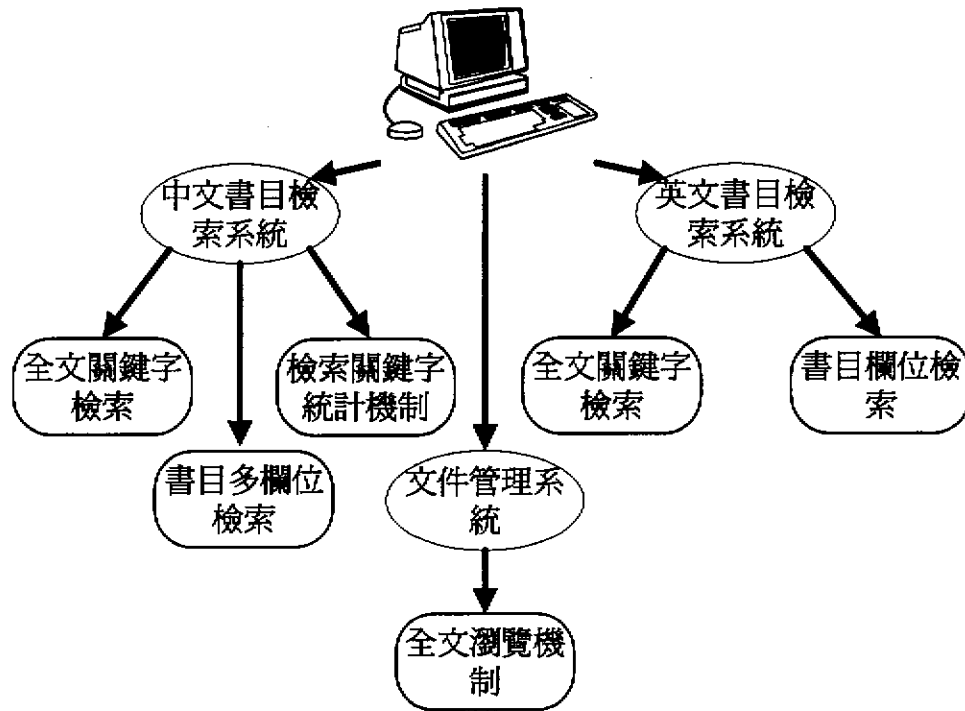 中文書目檢
索系統
英文書目檢
索系統
全文關鍵字
檢索
檢索關鍵字
統計機制
全文關鍵字
檢索
書目欄位檢
索
書目多欄位
檢索
文件管理系
統
全文瀏覽機
制